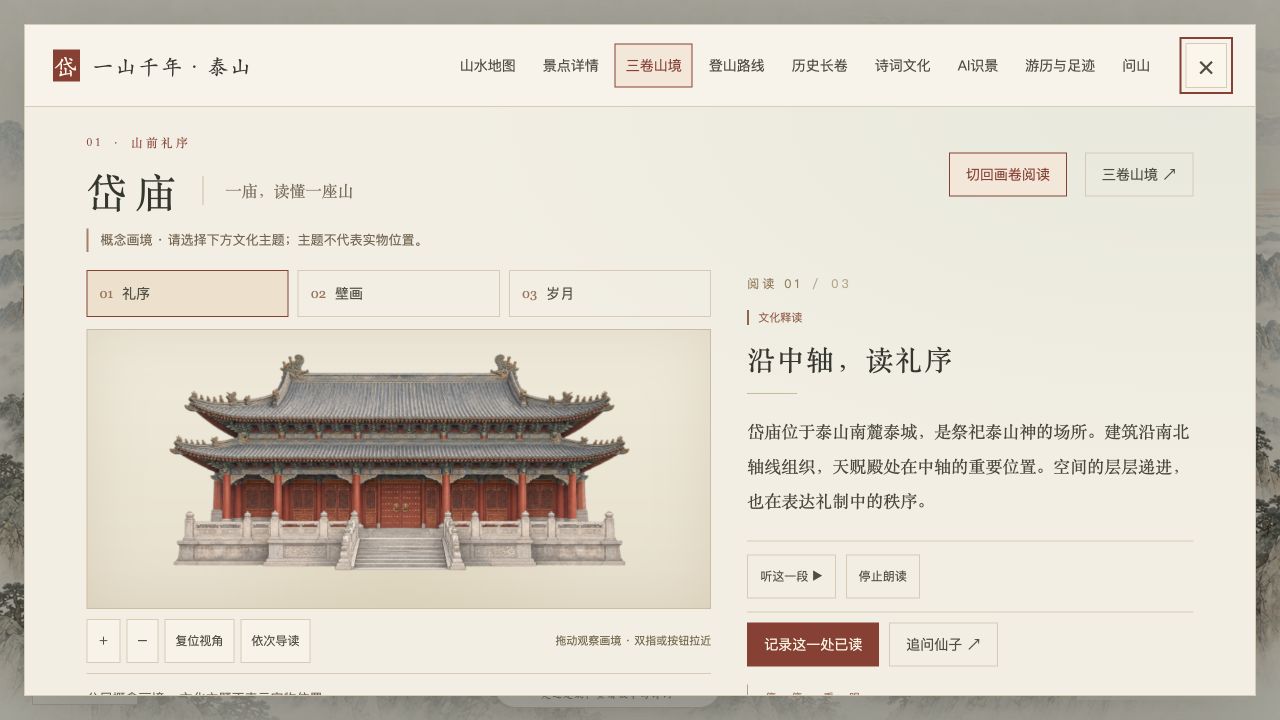 岱 一山千年·泰山
山水地图 景点详情 三卷山境 登山路线 历史长卷 诗词文化 AI识景 游历与足迹 问山 ×
01 · 山前礼序
岱庙 一庙，读懂一座山
切回画卷阅读 三卷山境 ↗
概念画境 · 请选择下方文化主题；主题不代表实物位置。
01 礼序 02 壁画 03 岁月
+ − 复位视角 依次导读 拖动观察画境 · 双指或按钮拉近
阅读 01 / 03
文化释读
沿中轴，读礼序
岱庙位于泰山南麓泰城，是祭祀泰山神的场所。建筑沿南北
轴线组织，天贶殿处在中轴的重要位置。空间的层层递进，
也在表达礼制中的秩序。
听这一段 ▶ 停止朗读
记录这一处已读 追问仙子 ↗